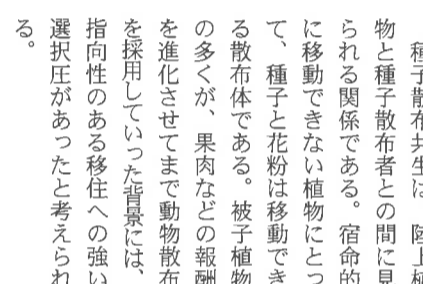 種子散布共生は、陸上植
物と種子散布者との間に見
られる関係である。宿命的
に移動できない植物にとっ
て、種子と花粉は移動でき
る散布体である。被子植物
の多くが、果肉などの報酬
を進化させてまで動物散布
を採用していった背景には、
指向性のある移住への強い
選択圧があったと考えられ
る。